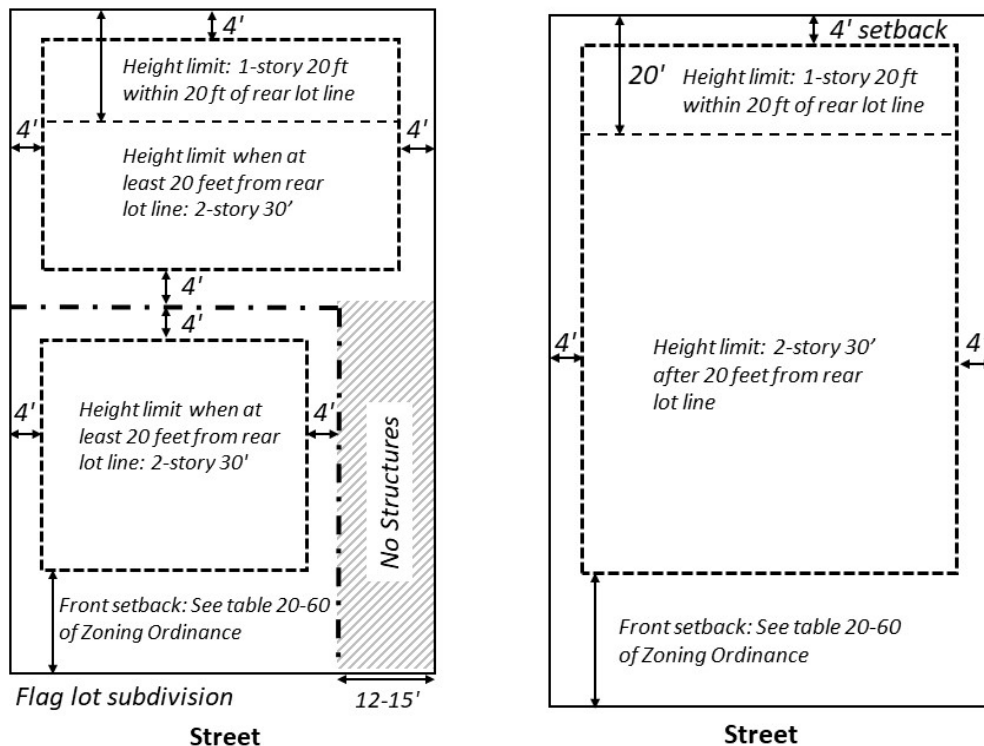 4'
Height limit: 1-story 20 ft
within 20 ft of rear lot line
4'
4'
Height limit when at
least 20 feet from rear
lot line: 2-story 30’
4'
4'
4'
4'
Height limit when at
least 20 feet from rear
lot line: 2-story 30'
No Structures
Front setback: See table 20-60
of Zoning Ordinance
Flag lot subdivision
12-15'
Street
4' setback
20'
Height limit: 1-story 20 ft
within 20 ft of rear lot line
4'
4'
Height limit: 2-story 30’
after 20 feet from rear
lot line
Front setback: See table 20-60
of Zoning Ordinance
Street